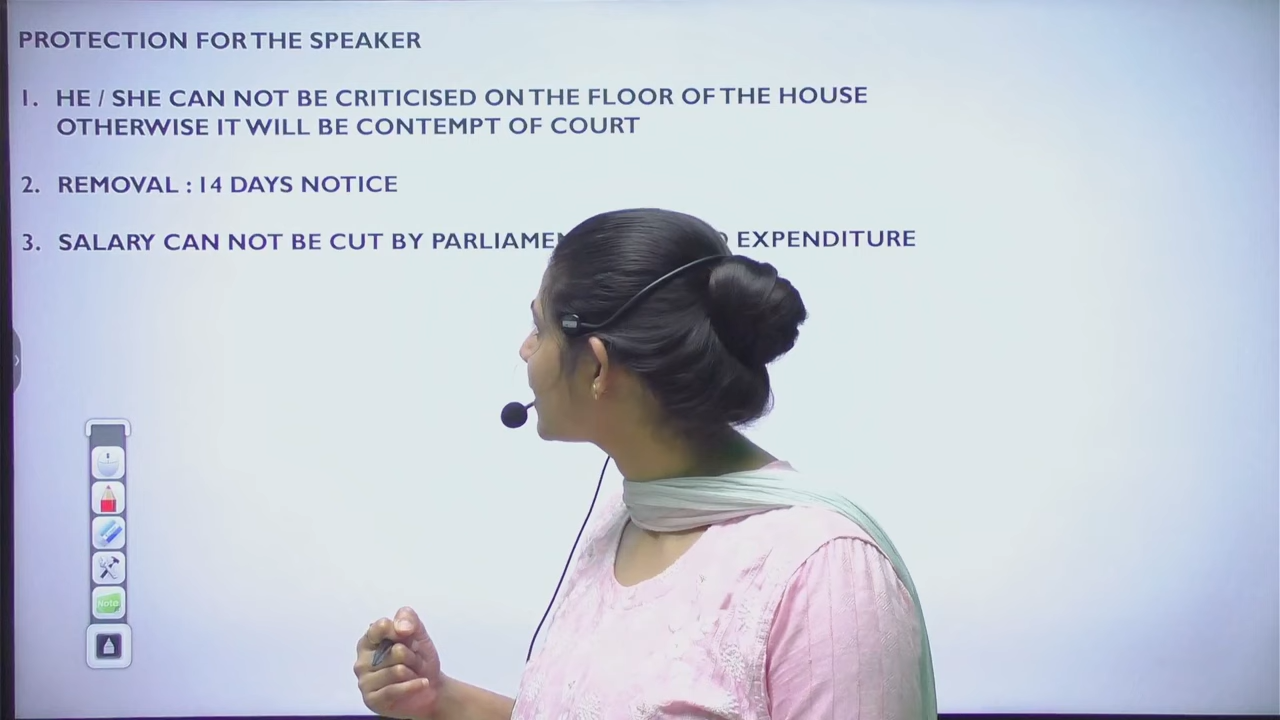 PROTECTION FOR THE SPEAKER
1. HE / SHE CAN NOT BE CRITICISED ON THE FLOOR OF THE HOUSE
OTHERWISE IT WILL BE CONTEMPT OF COURT
2. REMOVAL : 14 DAYS NOTICE
3. SALARY CAN NOT BE CUT BY EXPENDITURE
Note